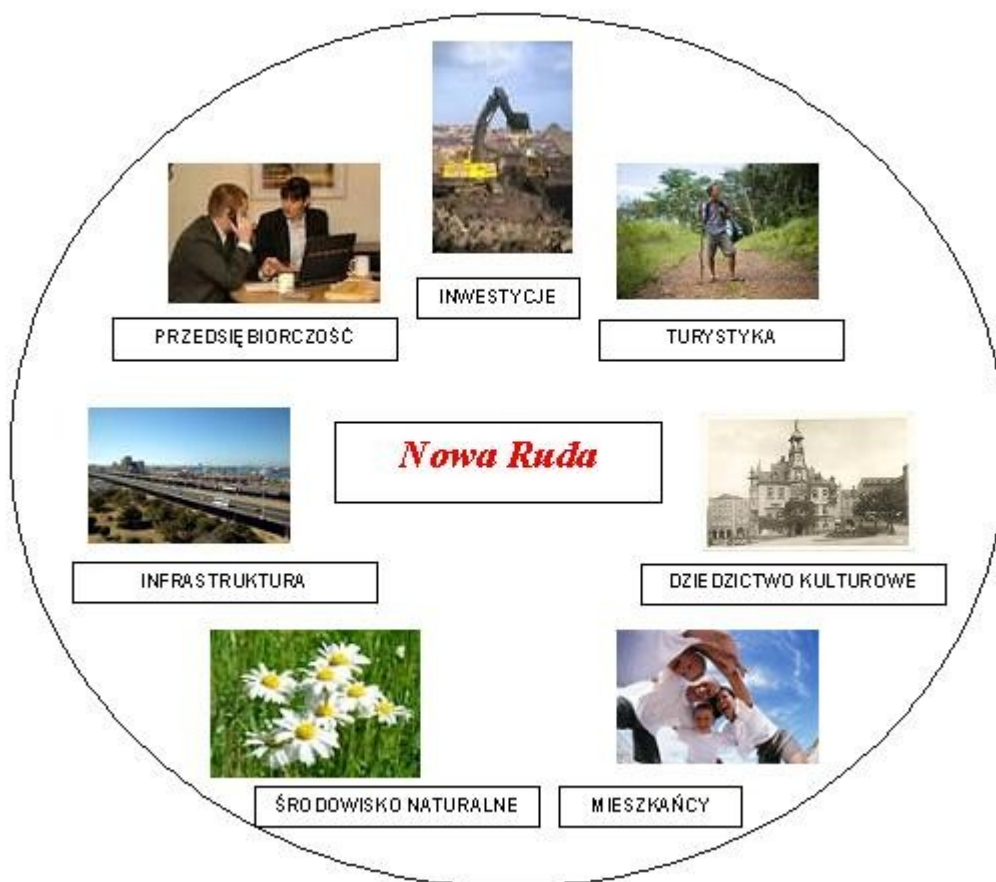 INWESTYCJE
PRZEDSIĘBIORCZOŚĆ
TURYSTYKA
Nowa Ruda
INFRASTRUKTURA
DZIEDZICTWO KULTUROWE
ŚRODOWISKO NATURALNE
MIESZKAŃCY